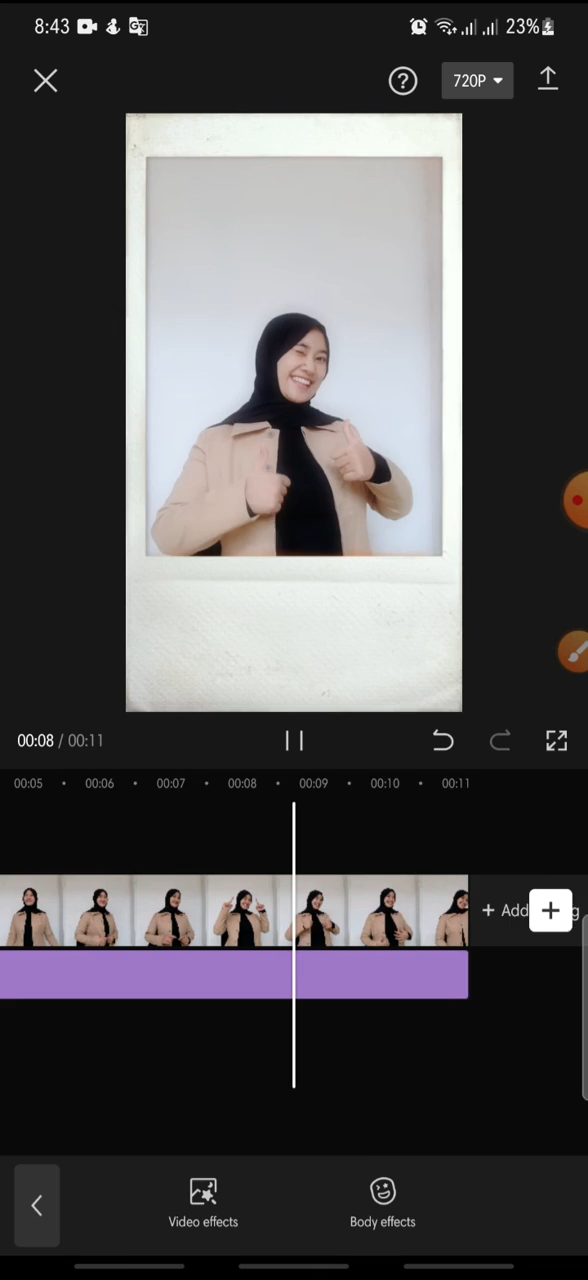 8:43
23%
720P
00:08 / 00:11
00:05
00:06
00:07
00:08
00:09
00:10
00:11
+ Add
g
Video effects
Body effects